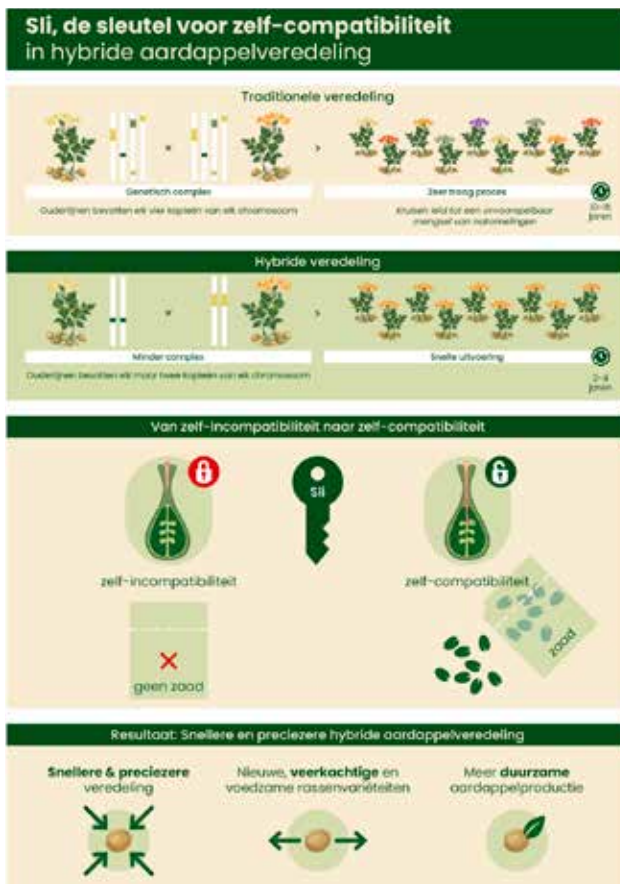 Sli, de sleutel voor zelf-compatibiliteit
in hybride aardappelveredeling
Traditionele veredeling
Genetisch complex
Zeer traag proces
Ouderlijnen bevatten elk vier kopieën van elk chromosoom
Kruisen leid tot een onvoorspelbaar
mengsel van nakomelingen
jaren
Hybride veredeling
Minder complex
Snelle uitvoering
Ouderlijnen bevatten elk maar twee kopieën van elk chromosoom
jaren
Van zelf-incompatibiliteit naar zelf-compatibiliteit
Sli
zelf-incompatibiliteit
zelf-compatibiliteit
geen zaad
zaad
Resultaat: Snellere en preciezere hybride aardappelveredeling
Snellere & preciezere
veredeling
Nieuwe, veerkachtige en
voedzame rassenvariëteiten
Meer duurzame
aardappelproductie